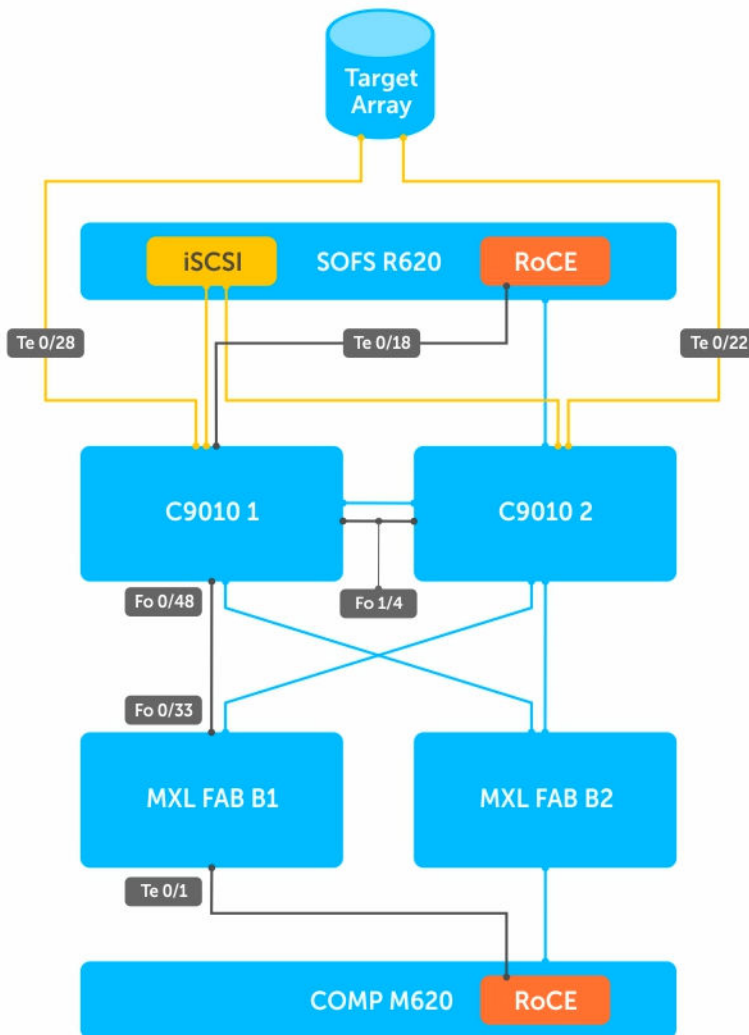 Target
Array
iSCSI
SOFS R620
RoCE
Te 0/28
Te 0/18
Te 0/22
C9010 1
C9010 2
Fo 0/48
Fo 1/4
Fo 0/33
MXL FAB B1
MXL FAB B2
Te 0/1
COMP M620
RoCE